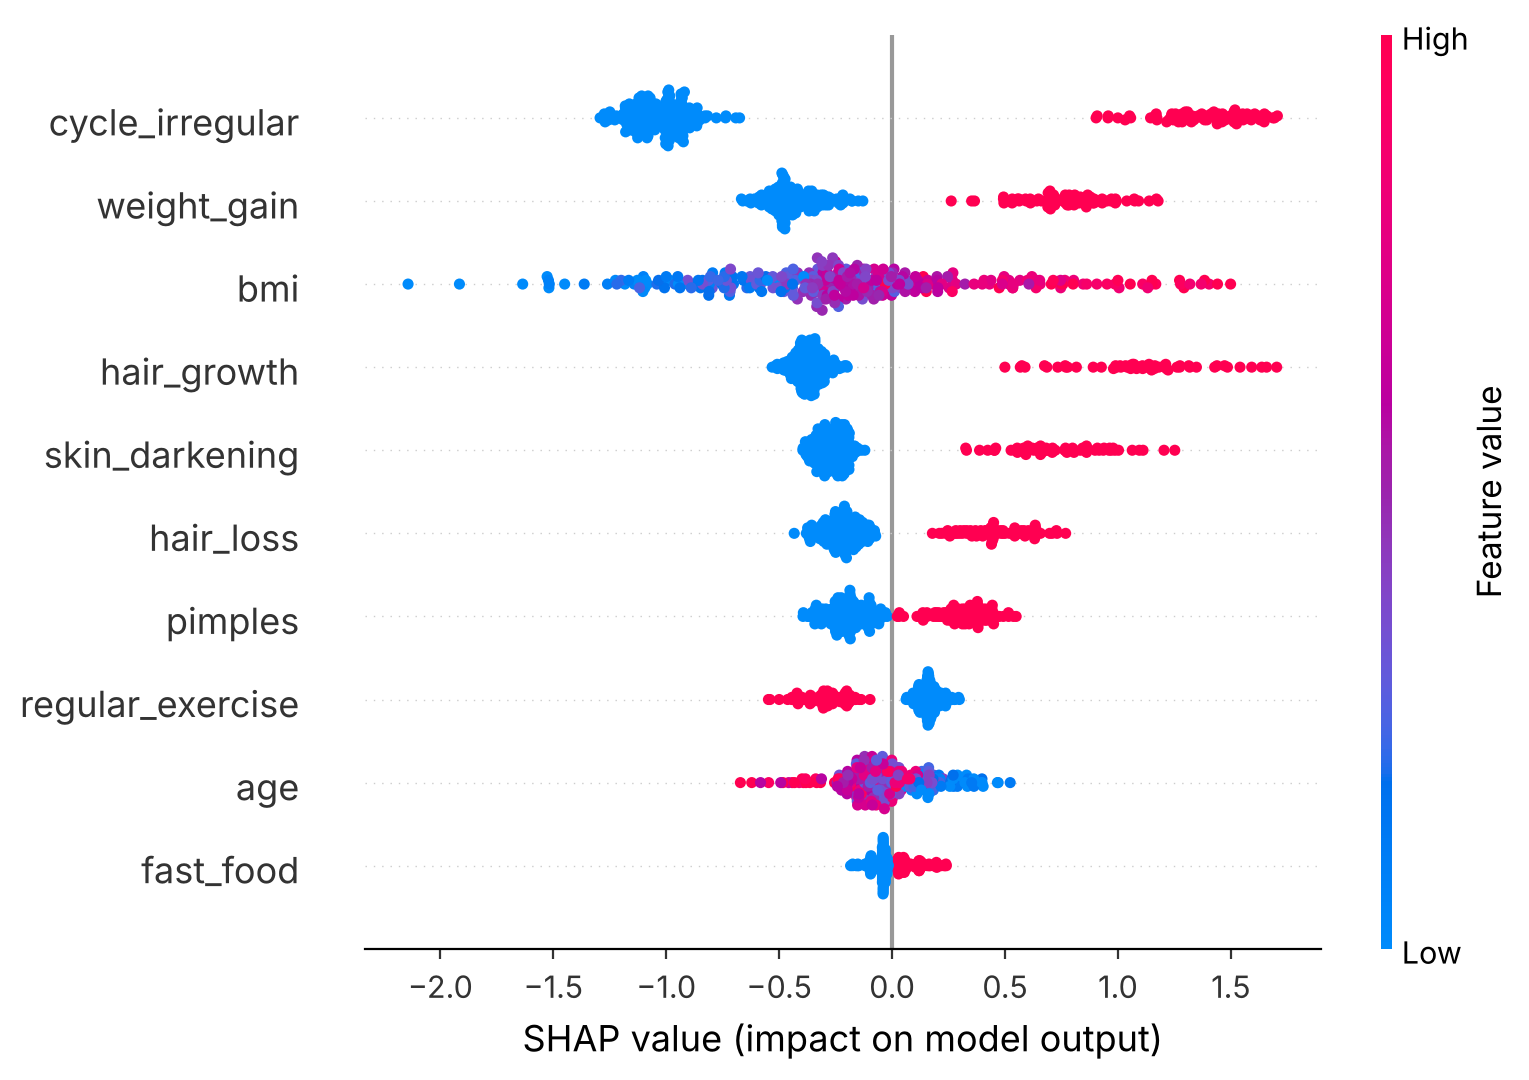 High
cycle_irregular
weight_gain
bmi
hair_growth
skin_darkening
hair_loss
pimples
regular_exercise
age
fast_food
Feature value
Low
−2.0 −1.5 −1.0 −0.5 0.0 0.5 1.0 1.5
SHAP value (impact on model output)